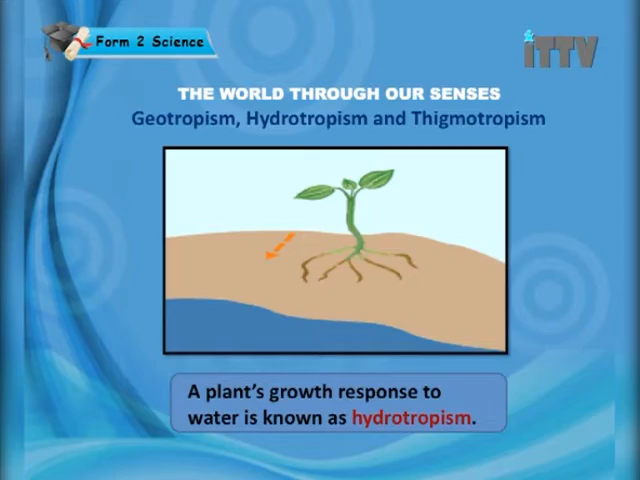 Form 2 Science
iTTV
THE WORLD THROUGH OUR SENSES
Geotropism, Hydrotropism and Thigmotropism
A plant's growth response to
water is known as hydrotropism.